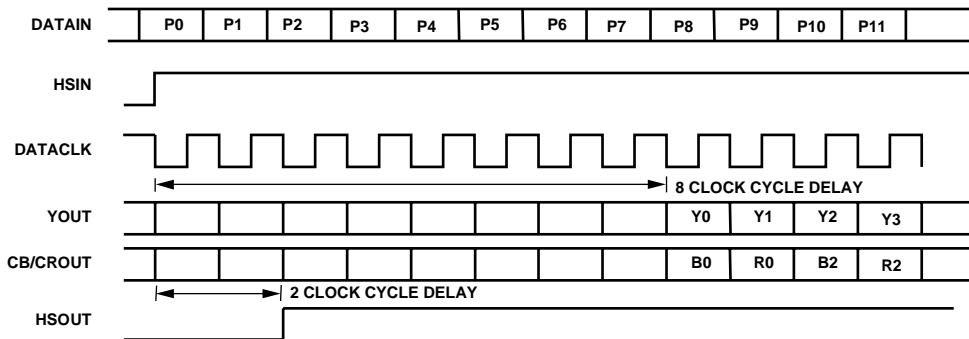 DATAIN P0 P1 P2 P3 P4 P5 P6 P7 P8 P9 P10 P11
HSIN
DATACLK
8 CLOCK CYCLE DELAY
YOUT Y0 Y1 Y2 Y3
CB/CROUT B0 R0 B2 R2
2 CLOCK CYCLE DELAY
HSOUT